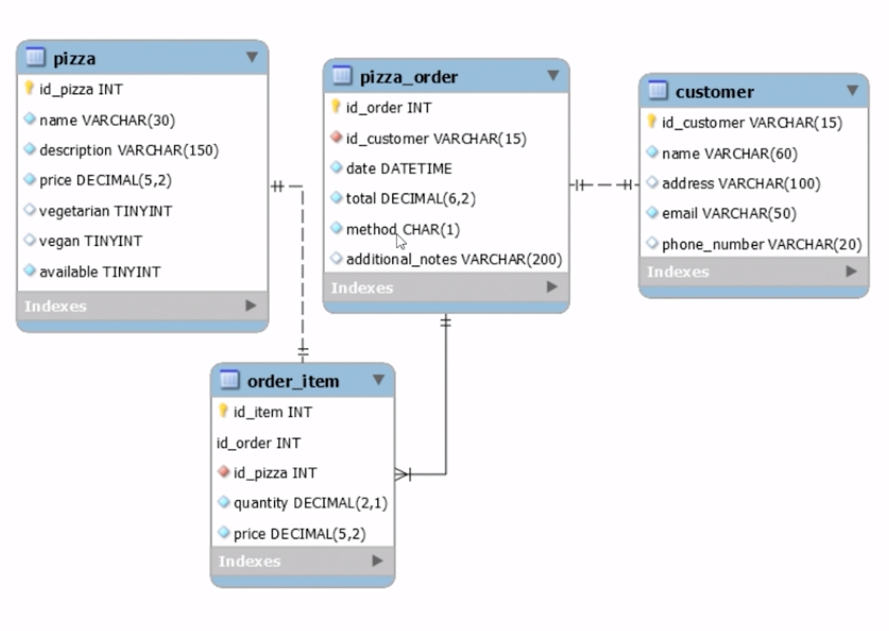 pizza
id_pizza INT
name VARCHAR(30)
description VARCHAR(150)
price DECIMAL(5,2)
vegetarian TINYINT
vegan TINYINT
available TINYINT
Indexes
pizza_order
id_order INT
id_customer VARCHAR(15)
date DATETIME
total DECIMAL(6,2)
method CHAR(1)
additional_notes VARCHAR(200)
Indexes
customer
id_customer VARCHAR(15)
name VARCHAR(60)
address VARCHAR(100)
email VARCHAR(50)
phone_number VARCHAR(20)
Indexes
order_item
id_item INT
id_order INT
id_pizza INT
quantity DECIMAL(2,1)
price DECIMAL(5,2)
Indexes